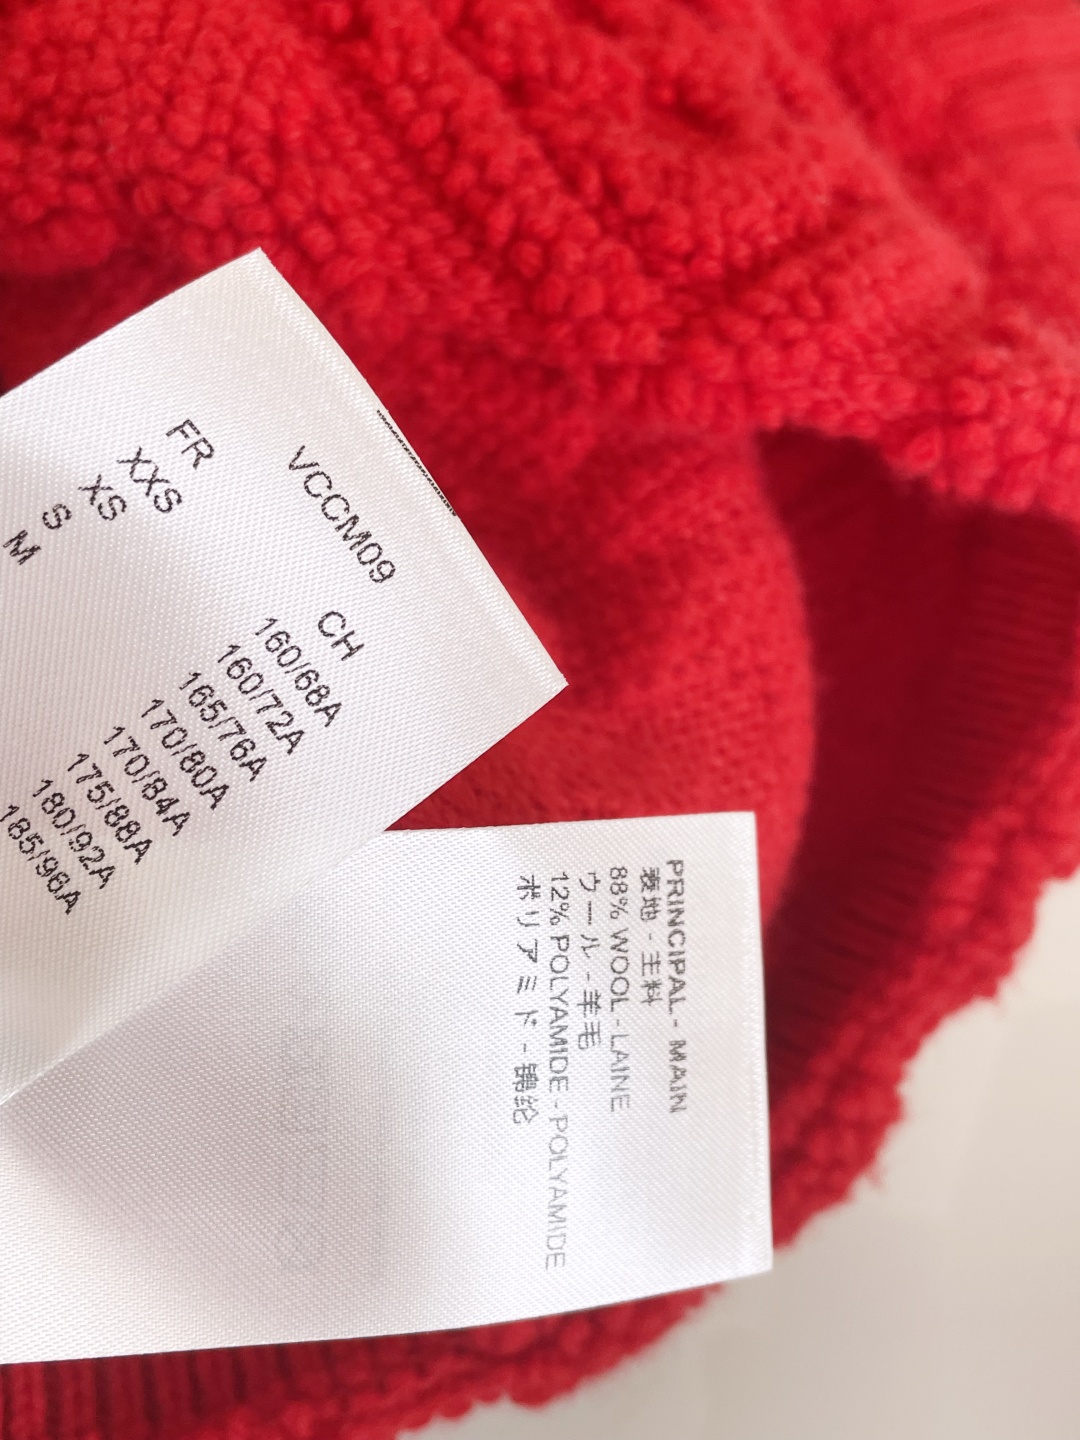 VCCM09
FR CH
XXS 160/68A
XS 160/72A
S 165/76A
M 170/80A
170/84A
175/88A
180/92A
185/96A
PRINCIPAL - MAIN
表地 - 主料
88% WOOL - LAINE
ウール - 羊毛
12% POLYAMIDE - POLYAMIDE
ポリアミド - 锦纶